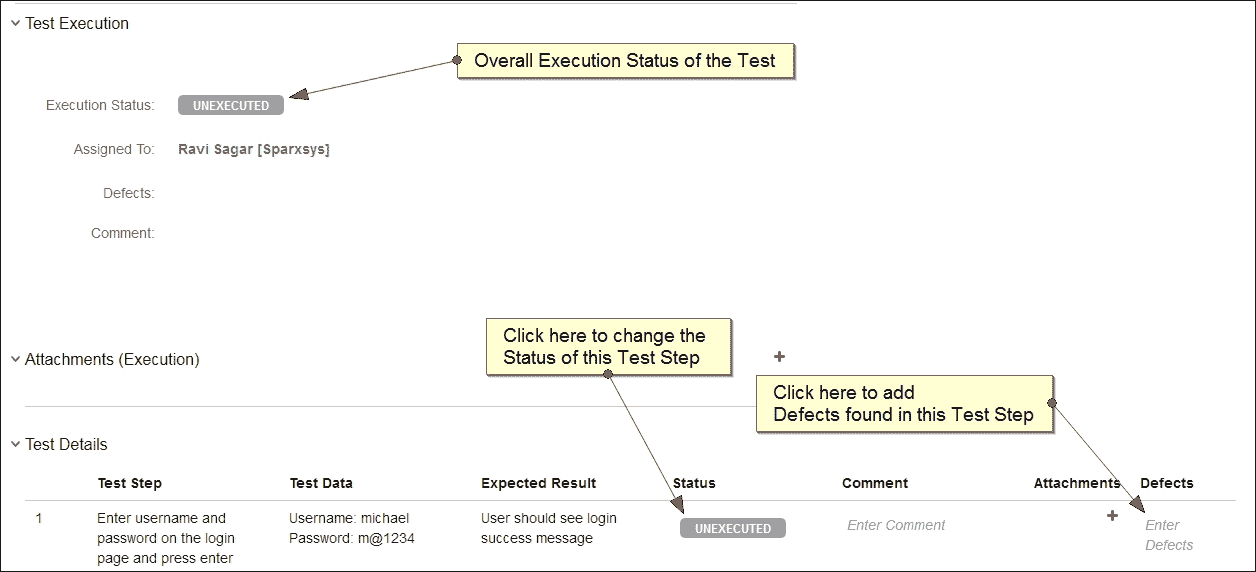 Test Execution
Overall Execution Status of the Test
Execution Status: UNEXECUTED
Assigned To: Ravi Sagar [Sparxsys]
Defects:
Comment:
Click here to change the
Status of this Test Step
Attachments (Execution) +
Click here to add
Defects found in this Test Step
Test Details
Test Step Test Data Expected Result Status Comment Attachments Defects
1 Enter username and Username: michael User should see login UNEXECUTED Enter Comment + Enter
password on the login Password: m@1234 success message Defects
page and press enter